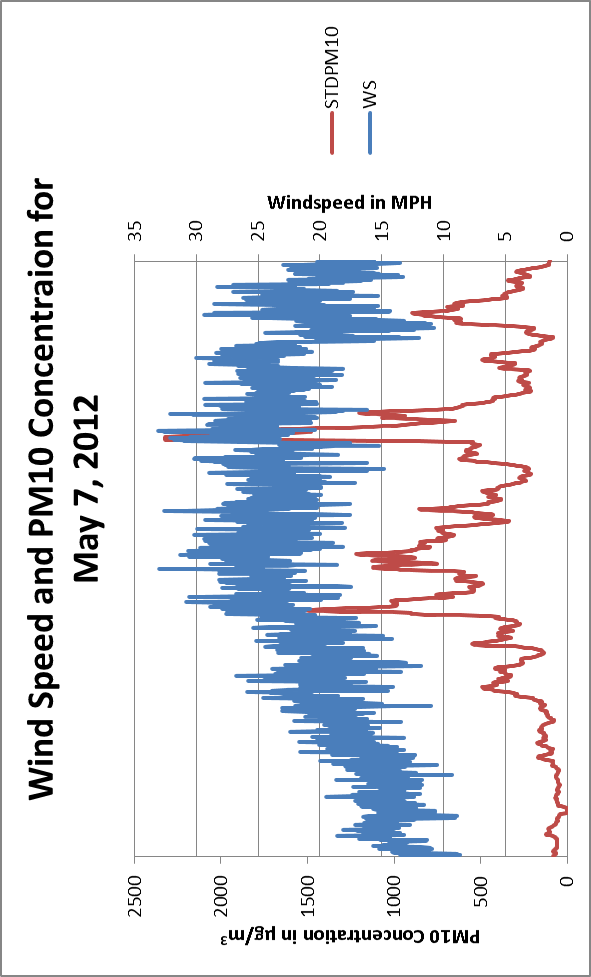 Wind Speed and PM10 Concentraion for
May 7, 2012
PM10 Concentration in µg/m³
2500
2000
1500
1000
500
0
Windspeed in MPH
35
30
25
20
15
10
5
0
STDPM10
WS